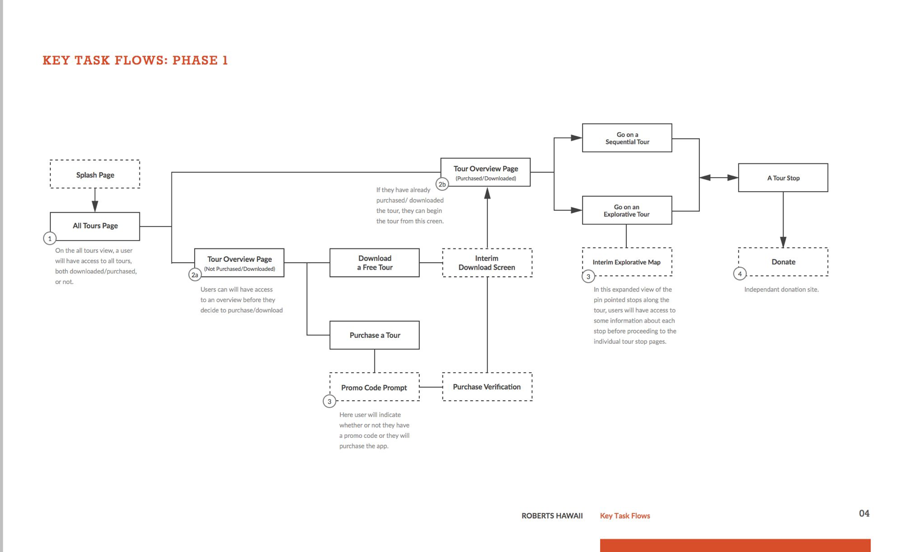 KEY TASK FLOWS: PHASE 1
Splash Page
All Tours Page
1
On the all tours view, a user
will have access to all tours,
both downloaded/purchased,
or not.
Tour Overview Page
(Not Purchased/Downloaded)
2a
Users can will have access
to an overview before they
decide to purchase/download
Download
a Free Tour
Purchase a Tour
Promo Code Prompt
3
Here user will indicate
whether or not they have
a promo code or they will
purchase the app.
Tour Overview Page
(Purchased/Downloaded)
2b
If they have already
purchased/ downloaded
the tour, they can begin
the tour from this creen.
Interim
Download Screen
Purchase Verification
Go on a
Sequential Tour
Go on an
Explorative Tour
Interim Explorative Map
3
In this expanded view of the
pin pointed stops along the
tour, users will have access to
some information about each
stop before proceeding to the
individual tour stop pages.
A Tour Stop
Donate
4
Independant donation site.
ROBERTS HAWAII
Key Task Flows
04